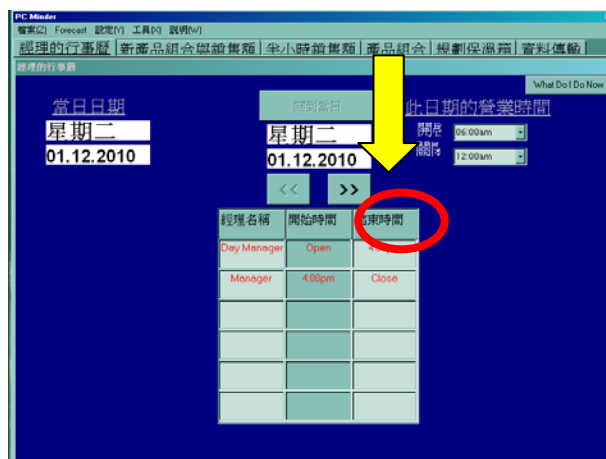 PC Minder
檔案(Z) Forecast 設定(Y) 工具(X) 說明(W)
經理的行事曆 新產品組合與銷售額 半小時銷售額 產品組合 規劃保溫箱 資料傳輸
經理的行事曆
What Do I Do Now
當日日期 回到當日 此日期的營業時間
星期二 星期二 開店 06:00am
01.12.2010 01.12.2010 關門 12:00am
<< >>
經理名稱 開始時間 結束時間
Day Manager Open
Manager 4:00pm Close